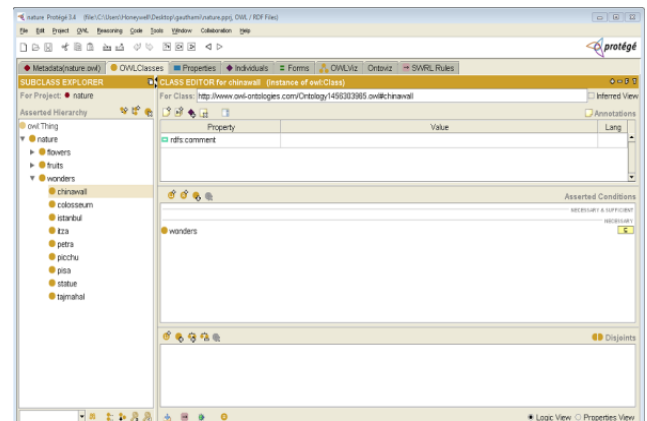 nature Protégé 3.4 (file:\C:\Users\Honeywell\Desktop\gauthami\nature.pprj, OWL / RDF Files)
File Edit Project OWL Reasoning Code Tools Window Collaboration Help
protégé
Metadata(nature.owl) OWLClasses Properties Individuals Forms OWLViz Ontoviz SWRL Rules
SUBCLASS EXPLORER
CLASS EDITOR for chinawall (instance of owl:Class)
For Project: nature
For Class: http://www.owl-ontologies.com/Ontology1456303965.owl#chinawall
Inferred View
Asserted Hierarchy
Annotations
Property Value Lang
rdfs:comment
owl:Thing
nature
flowers
fruits
wonders
chinawall
colosseum
istanbul
itza
petra
picchu
pisa
statue
tajmahal
Asserted Conditions
NECESSARY & SUFFICIENT
NECESSARY
wonders
Disjoints
Logic View Properties View